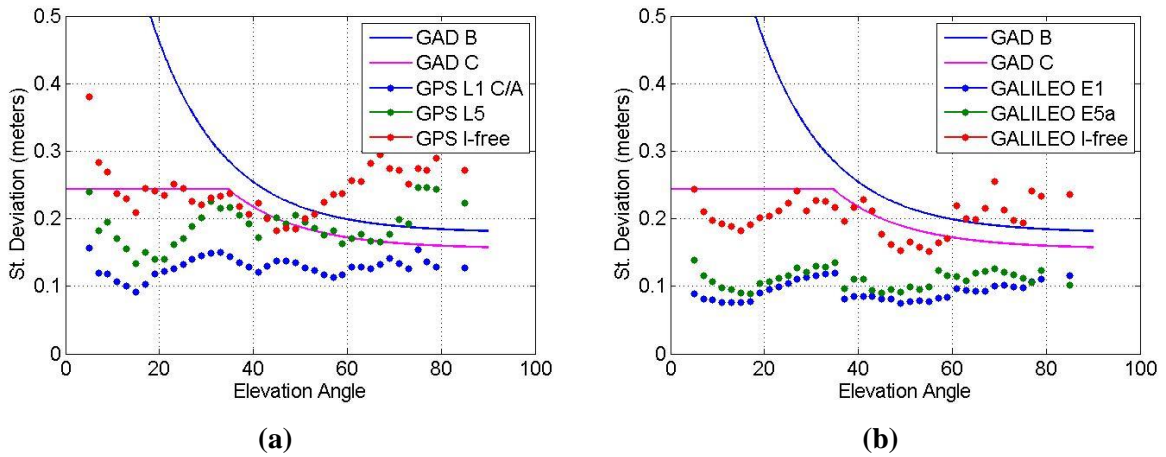 0.5
0.4
0.3
0.2
0.1
0
St. Deviation (meters)
GAD B
GAD C
GPS L1 C/A
GPS L5
GPS I-free
0 20 40 60 80 100
Elevation Angle
(a)
0.5
0.4
0.3
0.2
0.1
0
St. Deviation (meters)
GAD B
GAD C
GALILEO E1
GALILEO E5a
GALILEO I-free
0 20 40 60 80 100
Elevation Angle
(b)